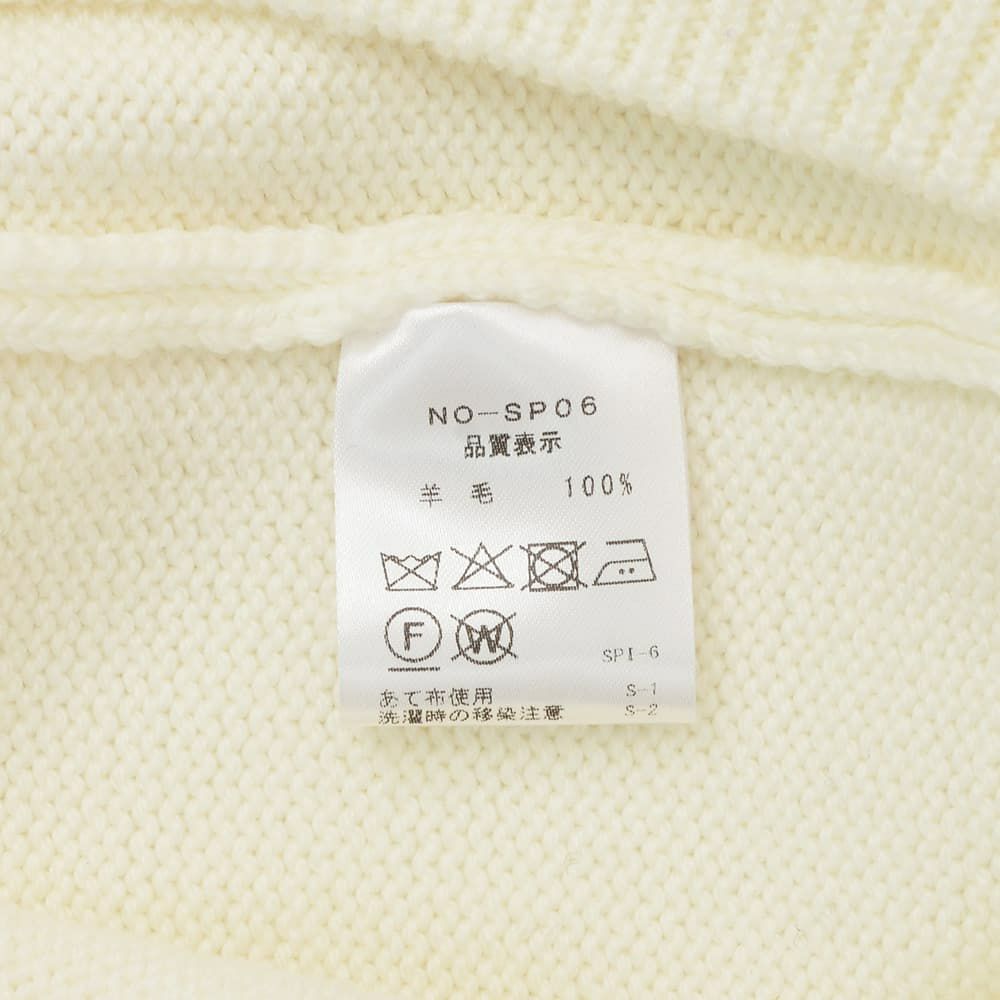 NO-SP06
品質表示
羊毛 100%
F W
SPI-6
あて布使用 S-1
洗濯時の移染注意 S-2